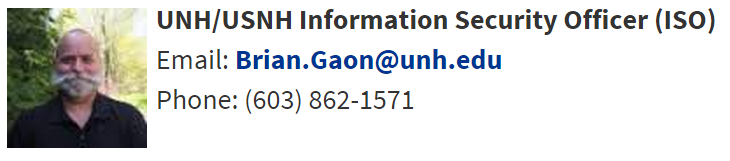 UNH/USNH Information Security Officer (ISO)
Email: Brian.Gaon@unh.edu
Phone: (603) 862-1571